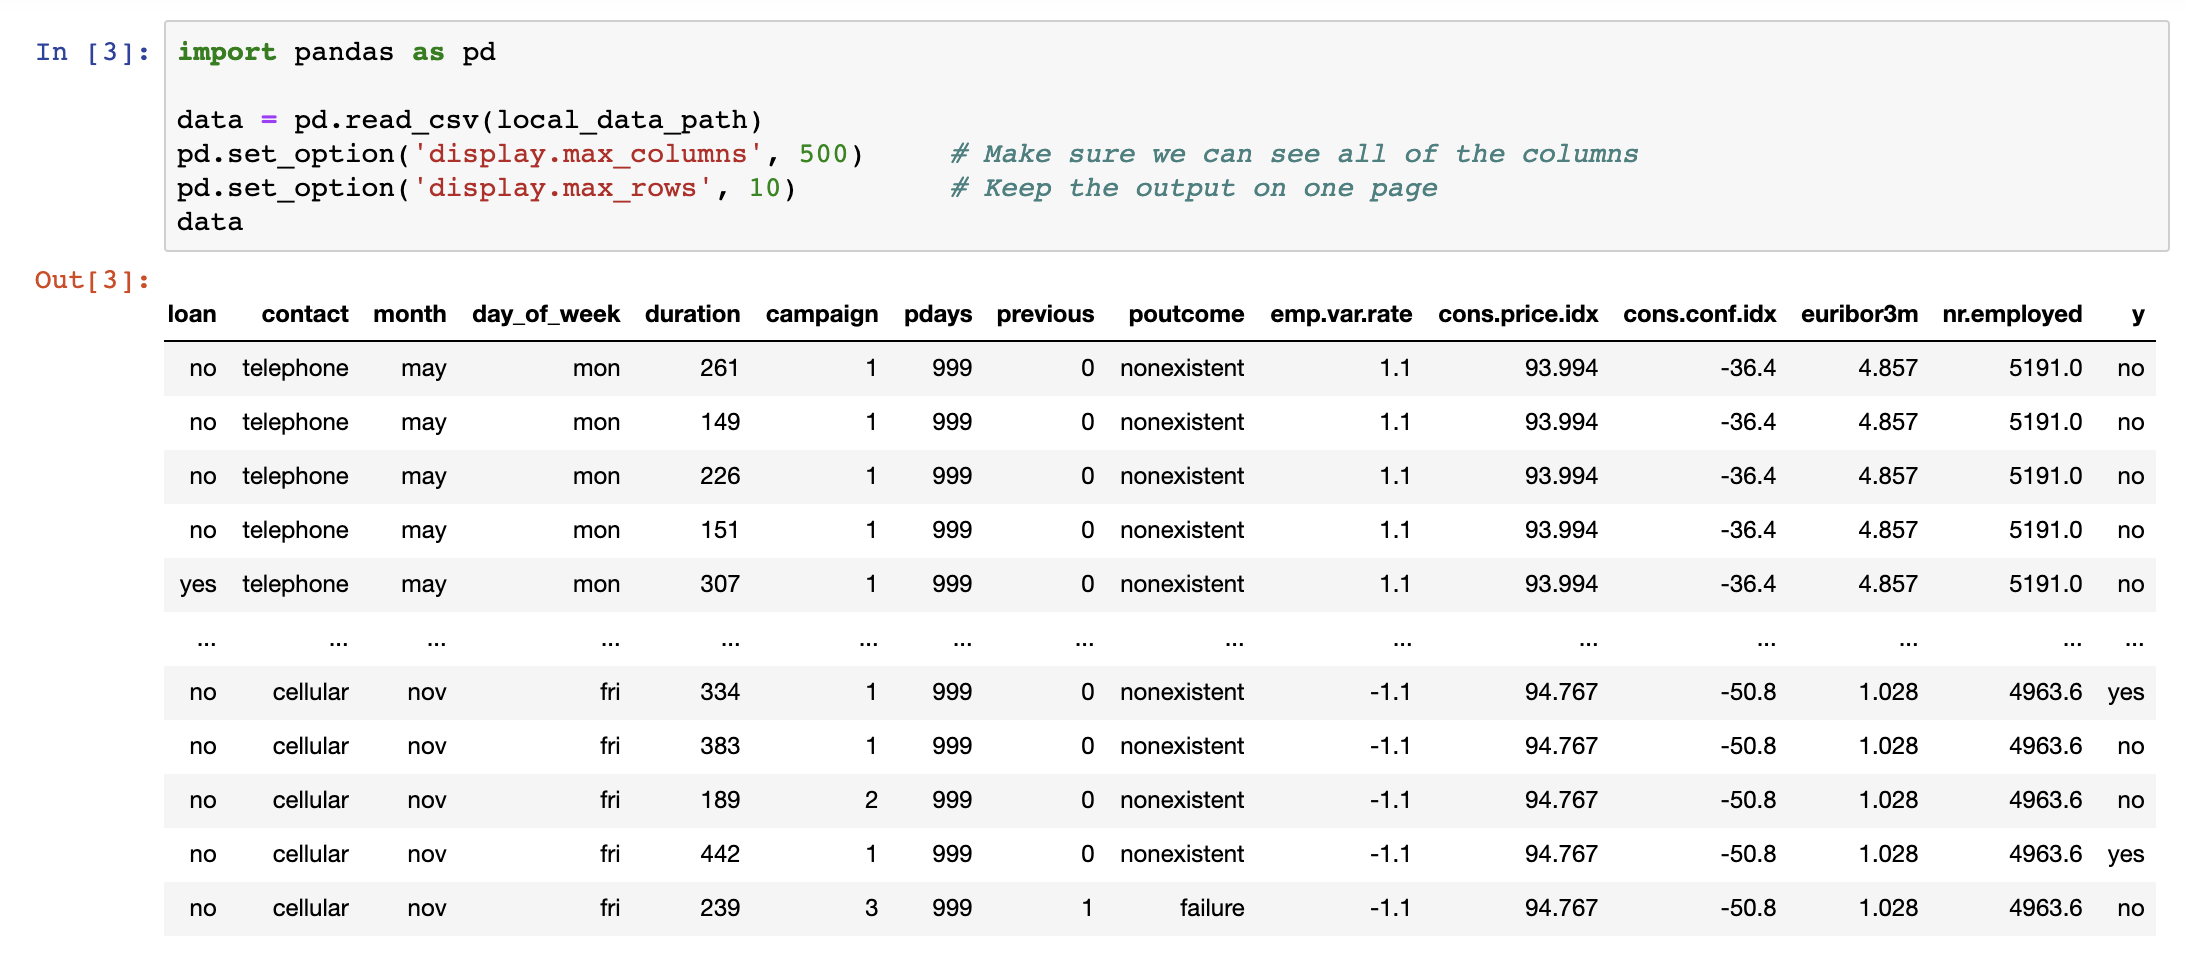 In [3]: import pandas as pd
data = pd.read_csv(local_data_path)
pd.set_option('display.max_columns', 500)     # Make sure we can see all of the columns
pd.set_option('display.max_rows', 10)         # Keep the output on one page
data
Out[3]:
loan contact month day_of_week duration campaign pdays previous poutcome emp.var.rate cons.price.idx cons.conf.idx euribor3m nr.employed y
no telephone may mon 261 1 999 0 nonexistent 1.1 93.994 -36.4 4.857 5191.0 no
no telephone may mon 149 1 999 0 nonexistent 1.1 93.994 -36.4 4.857 5191.0 no
no telephone may mon 226 1 999 0 nonexistent 1.1 93.994 -36.4 4.857 5191.0 no
no telephone may mon 151 1 999 0 nonexistent 1.1 93.994 -36.4 4.857 5191.0 no
yes telephone may mon 307 1 999 0 nonexistent 1.1 93.994 -36.4 4.857 5191.0 no
... ... ... ... ... ... ... ... ... ... ... ... ... ... ...
no cellular nov fri 334 1 999 0 nonexistent -1.1 94.767 -50.8 1.028 4963.6 yes
no cellular nov fri 383 1 999 0 nonexistent -1.1 94.767 -50.8 1.028 4963.6 no
no cellular nov fri 189 2 999 0 nonexistent -1.1 94.767 -50.8 1.028 4963.6 no
no cellular nov fri 442 1 999 0 nonexistent -1.1 94.767 -50.8 1.028 4963.6 yes
no cellular nov fri 239 3 999 1 failure -1.1 94.767 -50.8 1.028 4963.6 no